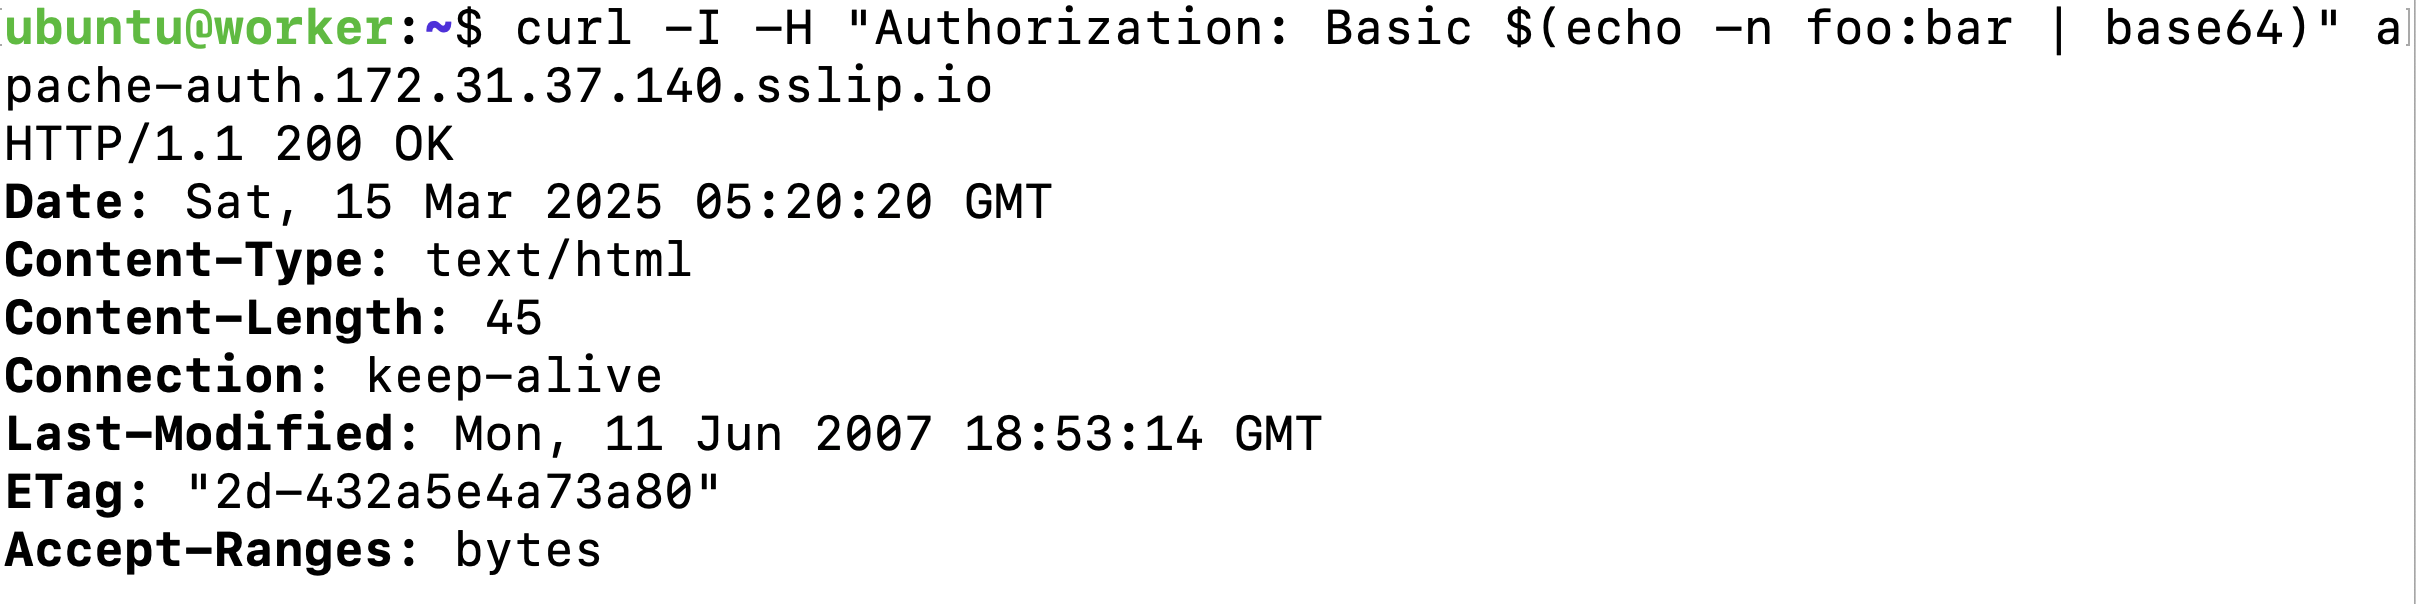 ubuntu@worker:~$ curl -I -H "Authorization: Basic $(echo -n foo:bar | base64)" a
pache-auth.172.31.37.140.sslip.io
HTTP/1.1 200 OK
Date: Sat, 15 Mar 2025 05:20:20 GMT
Content-Type: text/html
Content-Length: 45
Connection: keep-alive
Last-Modified: Mon, 11 Jun 2007 18:53:14 GMT
ETag: "2d-432a5e4a73a80"
Accept-Ranges: bytes